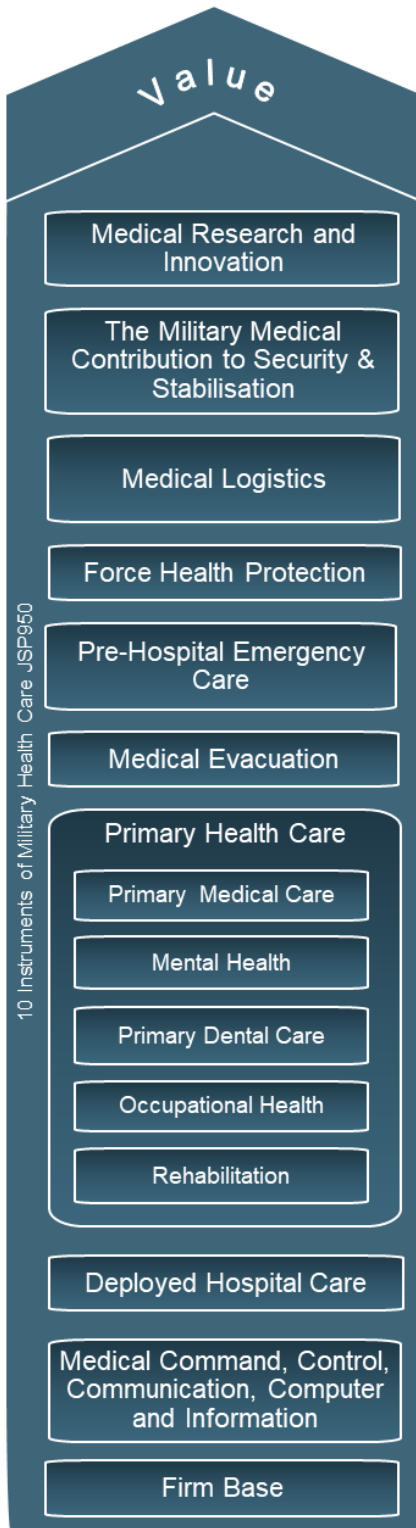 Value
Medical Research and
Innovation
The Military Medical
Contribution to Security &
Stabilisation
Medical Logistics
Force Health Protection
Pre-Hospital Emergency
Care
Medical Evacuation
Primary Health Care
Primary Medical Care
Mental Health
Primary Dental Care
Occupational Health
Rehabilitation
Deployed Hospital Care
Medical Command, Control,
Communication, Computer
and Information
Firm Base
10 Instruments of Military Health Care JSP950